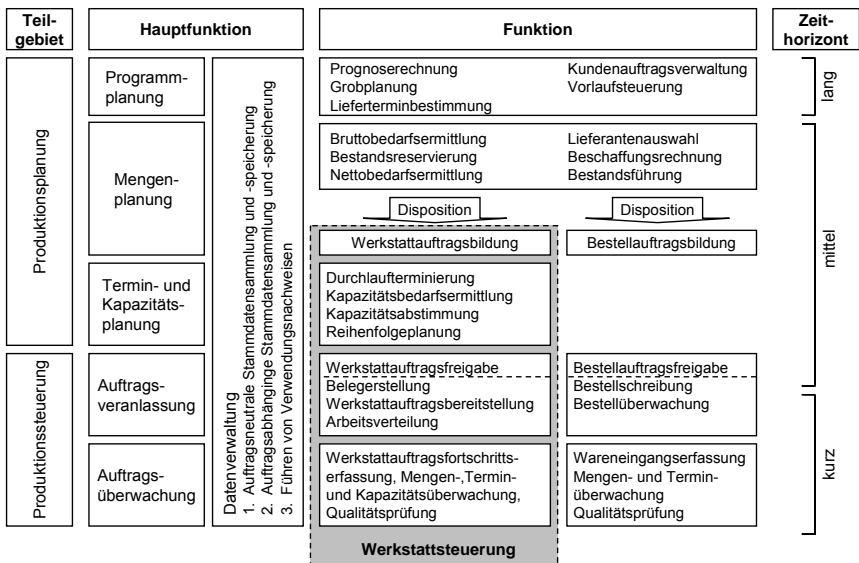 Teil-
gebiet
Hauptfunktion
Funktion
Zeit-
horizont
Produktionsplanung
Programm-
planung
Mengen-
planung
Termin- und
Kapazitäts-
planung
Produktionssteuerung
Auftrags-
veranlassung
Auftrags-
überwachung
Datenverwaltung
1. Auftragsneutrale Stammdatensammlung und -speicherung
2. Auftragsabhänginge Stammdatensammlung und -speicherung
3. Führen von Verwendungsnachweisen
Prognoserechnung
Grobplanung
Lieferterminbestimmung
Kundenauftragsverwaltung
Vorlaufsteuerung
Bruttobedarfsermittlung
Bestandsreservierung
Nettobedarfsermittlung
Lieferantenauswahl
Beschaffungsrechnung
Bestandsführung
Disposition
Disposition
Werkstattauftragsbildung
Bestellauftragsbildung
Durchlaufterminierung
Kapazitätsbedarfsermittlung
Kapazitätsabstimmung
Reihenfolgeplanung
Werkstattauftragsfreigabe
Belegerstellung
Werkstattauftragsbereitstellung
Arbeitsverteilung
Bestellauftragsfreigabe
Bestellschreibung
Bestellüberwachung
Werkstattauftragsfortschritts-
erfassung, Mengen-,Termin-
und Kapazitätsüberwachung,
Qualitätsprüfung
Wareneingangserfassung
Mengen- und Termin-
überwachung
Qualitätsprüfung
Werkstattsteuerung
lang
mittel
kurz